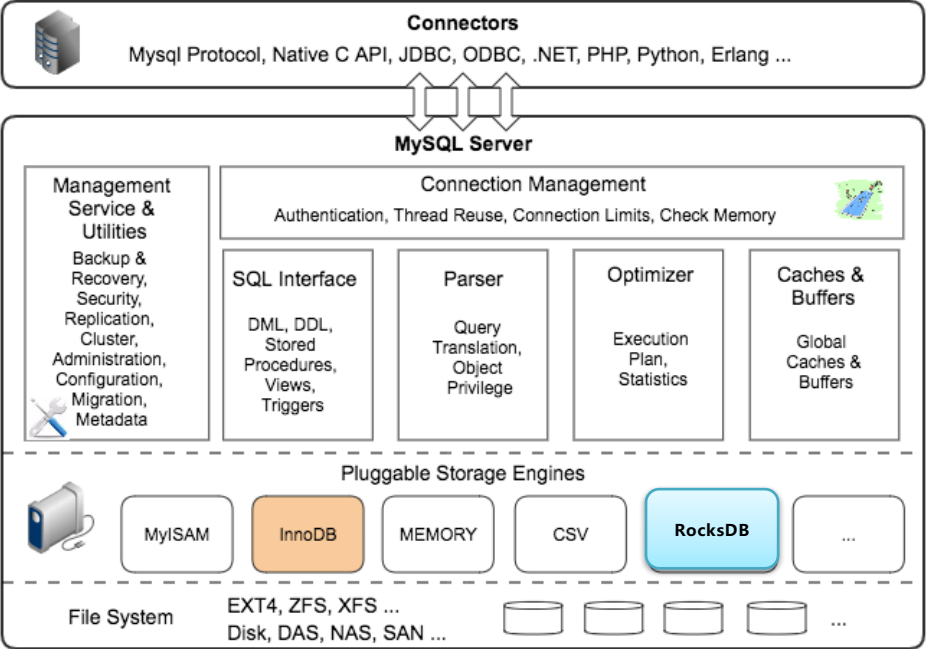 Connectors
Mysql Protocol, Native C API, JDBC, ODBC, .NET, PHP, Python, Erlang ...
MySQL Server
Management
Service &
Utilities
Backup &
Recovery,
Security,
Replication,
Cluster,
Administration,
Configuration,
Migration,
Metadata
Connection Management
Authentication, Thread Reuse, Connection Limits, Check Memory
SQL Interface
DML, DDL,
Stored
Procedures,
Views,
Triggers
Parser
Query
Translation,
Object
Privilege
Optimizer
Execution
Plan,
Statistics
Caches &
Buffers
Global
Caches &
Buffers
Pluggable Storage Engines
MyISAM
InnoDB
MEMORY
CSV
RocksDB
...
File System
EXT4, ZFS, XFS ...
Disk, DAS, NAS, SAN ...
...